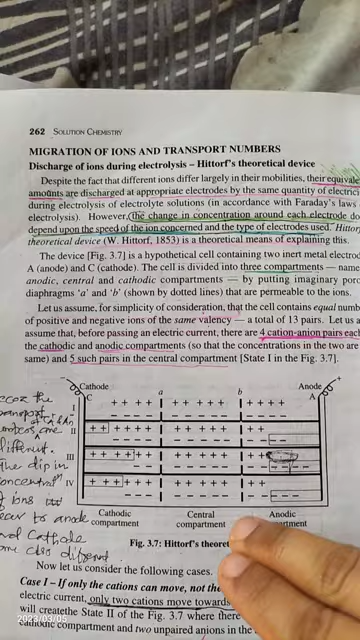 262 SOLUTION CHEMISTRY
MIGRATION OF IONS AND TRANSPORT NUMBERS
Discharge of ions during electrolysis – Hittorf's theoretical device
Despite the fact that different ions differ largely in their mobilities, their equivale
amounts are discharged at appropriate electrodes by the same quantity of electrici
during electrolysis of electrolyte solutions (in accordance with Faraday's laws
electrolysis). However, the change in concentration around each electrode do
depend upon the speed of the ion concerned and the type of electrodes used. Hittor
theoretical device (W. Hittorf, 1853) is a theoretical means of explaining this.
The device [Fig. 3.7] is a hypothetical cell containing two inert metal electrod
A (anode) and C (cathode). The cell is divided into three compartments – name
anodic, central and cathodic compartments – by putting imaginary poro
diaphragms 'a' and 'b' (shown by dotted lines) that are permeable to the ions.
Let us assume, for simplicity of consideration, that the cell contains equal numb
of positive and negative ions of the same valency – a total of 13 pairs. Let us a
assume that, before passing an electric current, there are 4 cation-anion pairs each
the cathodic and anodic compartments (so that the concentrations in the two are
same) and 5 such pairs in the central compartment [State I in the Fig. 3.7].
Cathode a b Anode
C A
I + + + + + + + + + + + + +
II
III
IV
the
different.
The dip in
of ions
to anode
and Cathode
Cathodic compartment
Central compartment
Anodic
Fig. 3.7: Hittorf's theoret
Now let us consider the following cases.
Case I – If only the cations can move, not the
electric current, only two cations move towards
will create the State II of the Fig. 3.7 where there
cathodic compartment and two unpaired anions in the
2023/03/05